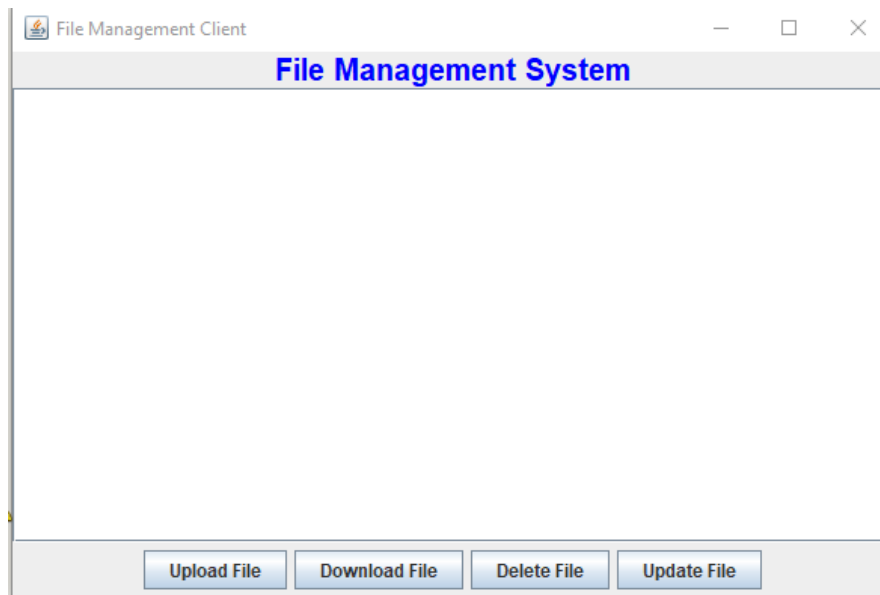 File Management Client
File Management System
Upload File Download File Delete File Update File